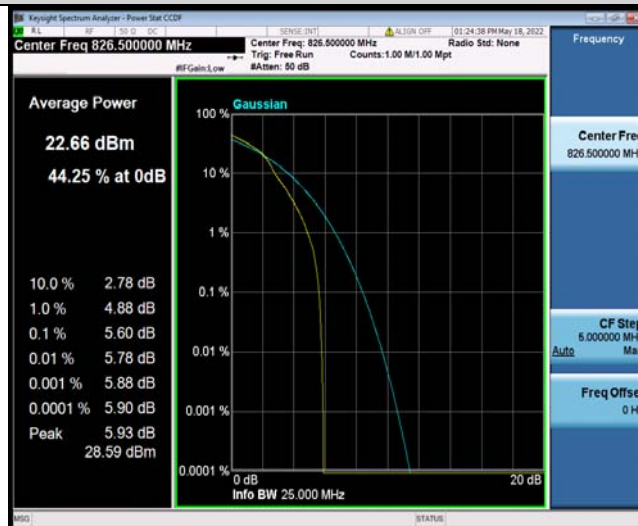 Keysight Spectrum Analyzer - Power Stat CCDF
RL RF 50 Ω DC SENSE:INT ALIGN OFF 01:24:38 PM May 18, 2022
Center Freq 826.500000 MHz
Center Freq: 826.500000 MHz Radio Std: None
Trig: Free Run Counts:1.00 M/1.00 Mpt
#IFGain:Low #Atten: 50 dB
Frequency
Average Power
22.66 dBm
44.25 % at 0dB
10.0 % 2.78 dB
1.0 % 4.88 dB
0.1 % 5.60 dB
0.01 % 5.78 dB
0.001 % 5.88 dB
0.0001 % 5.90 dB
Peak 5.93 dB
28.59 dBm
Gaussian
100 %
10 %
1 %
0.1 %
0.01 %
0.001 %
0.0001 %
0 dB 20 dB
Info BW 25.000 MHz
Center Fre
826.500000 MH
CF Step
5.000000 MH
Auto Ma
Freq Offse
0 H
MSG STATUS